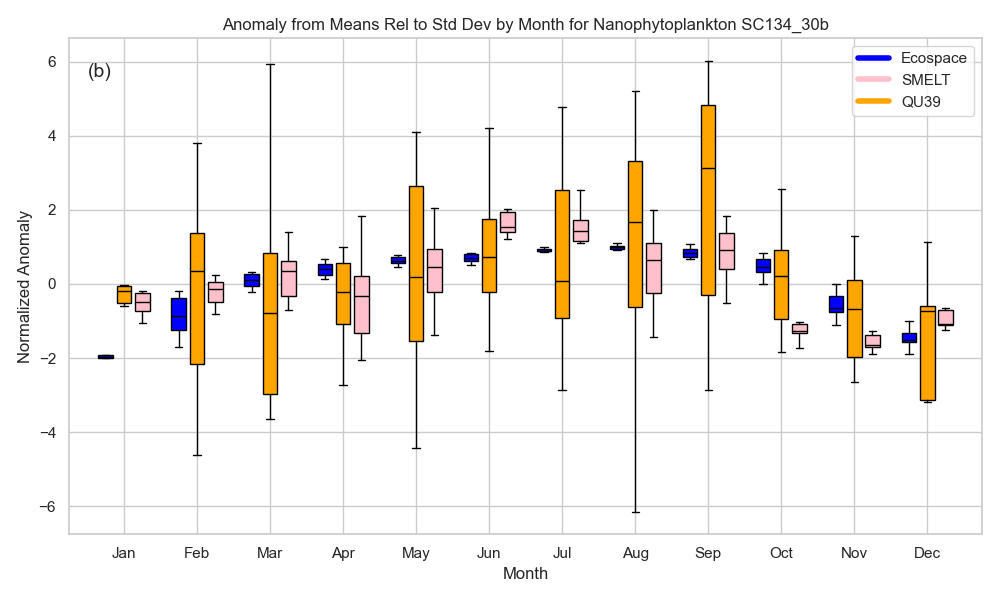 Anomaly from Means Rel to Std Dev by Month for Nanophytoplankton SC134_30b
(b)
Ecospace
SMELT
QU39
Normalized Anomaly
6
4
2
0
−2
−4
−6
Jan Feb Mar Apr May Jun Jul Aug Sep Oct Nov Dec
Month